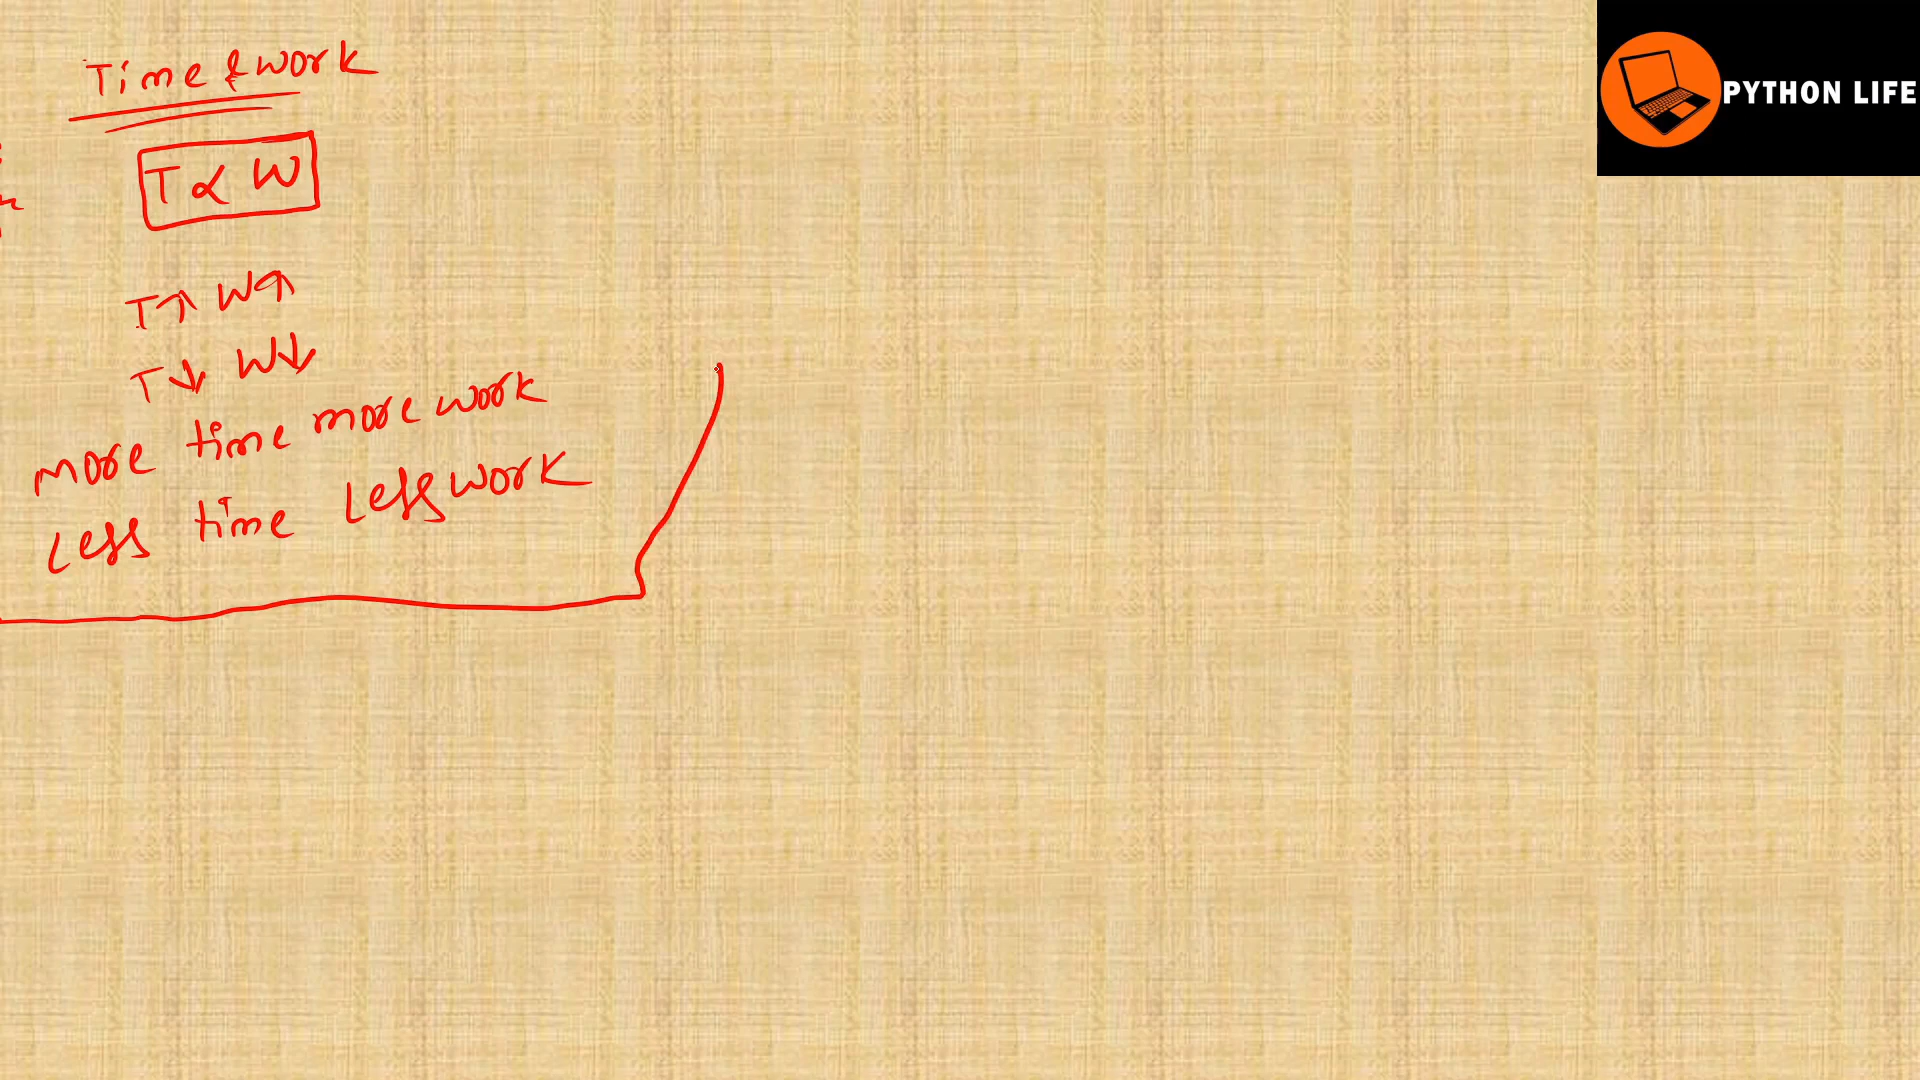 Time & work
T ∝ W
T↑ W↑
T↓ W↓
more time more work
Less time Less work
PYTHON LIFE